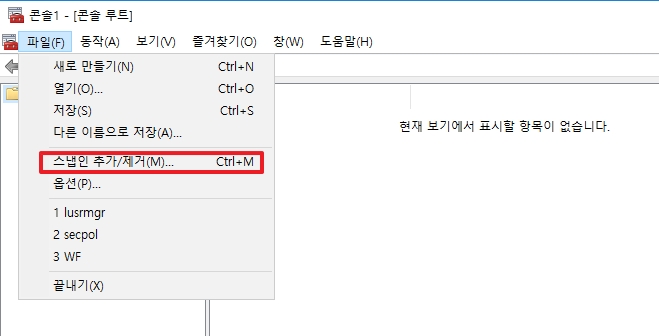 콘솔1 - [콘솔 루트]
파일(F) 동작(A) 보기(V) 즐겨찾기(O) 창(W) 도움말(H)
새로 만들기(N) Ctrl+N
열기(O)... Ctrl+O
저장(S) Ctrl+S
다른 이름으로 저장(A)...
스냅인 추가/제거(M)... Ctrl+M
옵션(P)...
1 lusrmgr
2 secpol
3 WF
끝내기(X)
현재 보기에서 표시할 항목이 없습니다.